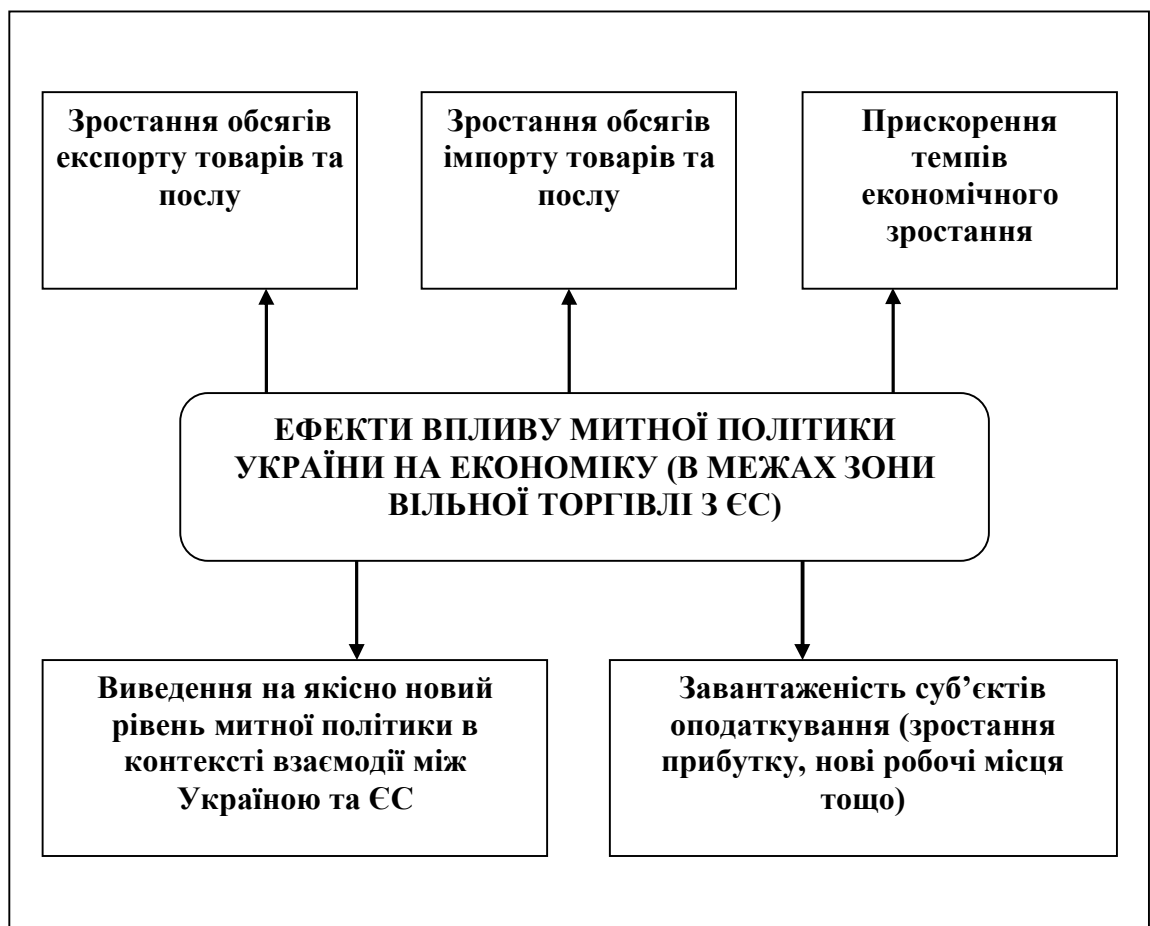 Зростання обсягів
експорту товарів та
послу
Зростання обсягів
імпорту товарів та
послу
Прискорення
темпів
економічного
зростання
ЕФЕКТИ ВПЛИВУ МИТНОЇ ПОЛІТИКИ
УКРАЇНИ НА ЕКОНОМІКУ (В МЕЖАХ ЗОНИ
ВІЛЬНОЇ ТОРГІВЛІ З ЄС)
Виведення на якісно новий
рівень митної політики в
контексті взаємодії між
Україною та ЄС
Завантаженість суб’єктів
оподаткування (зростання
прибутку, нові робочі місця
тощо)